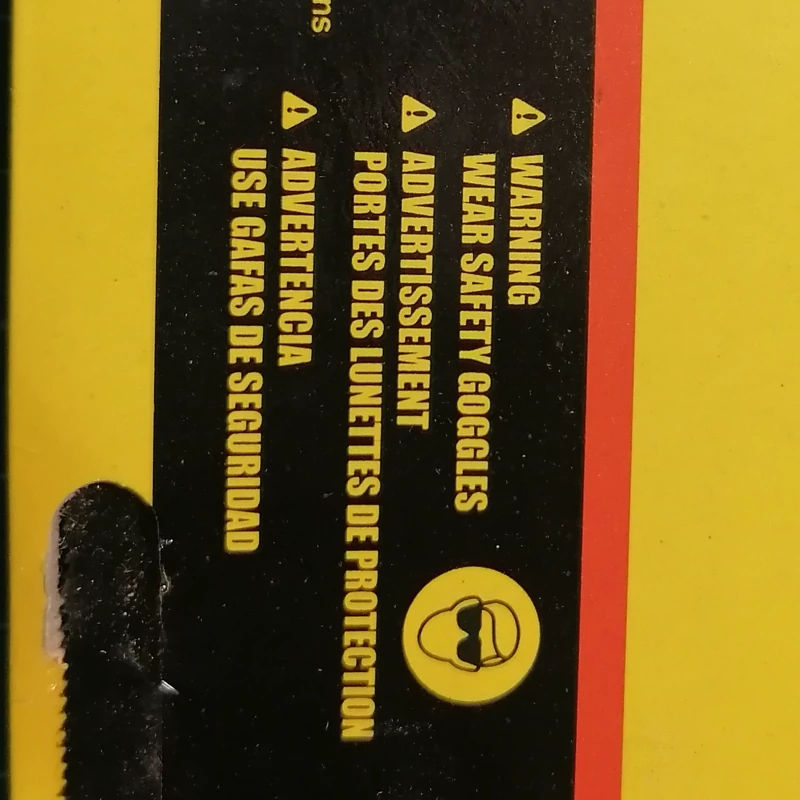 WARNING
WEAR SAFETY GOGGLES
ADVERTISSEMENT
PORTES DES LUNETTES DE PROTECTION
ADVERTENCIA
USE GAFAS DE SEGURIDAD